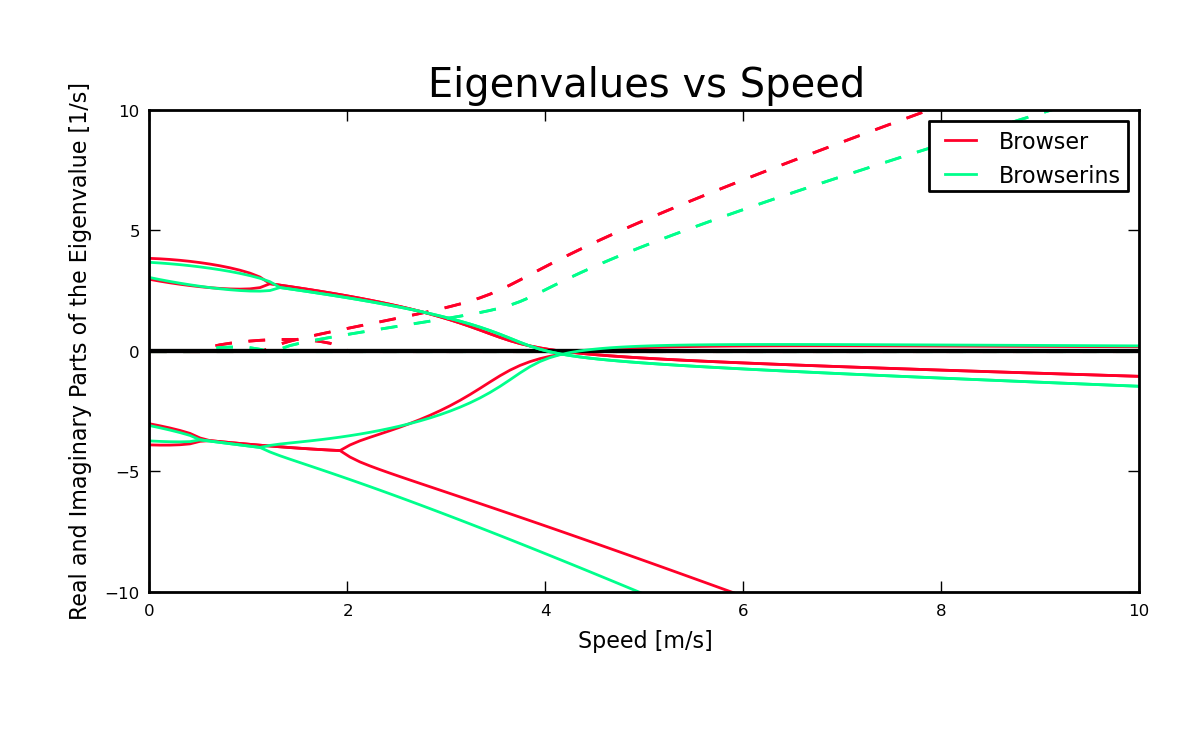 Eigenvalues vs Speed
Real and Imaginary Parts of the Eigenvalue [1/s]
10
5
0
−5
−10
Browser
Browserins
0 2 4 6 8 10
Speed [m/s]